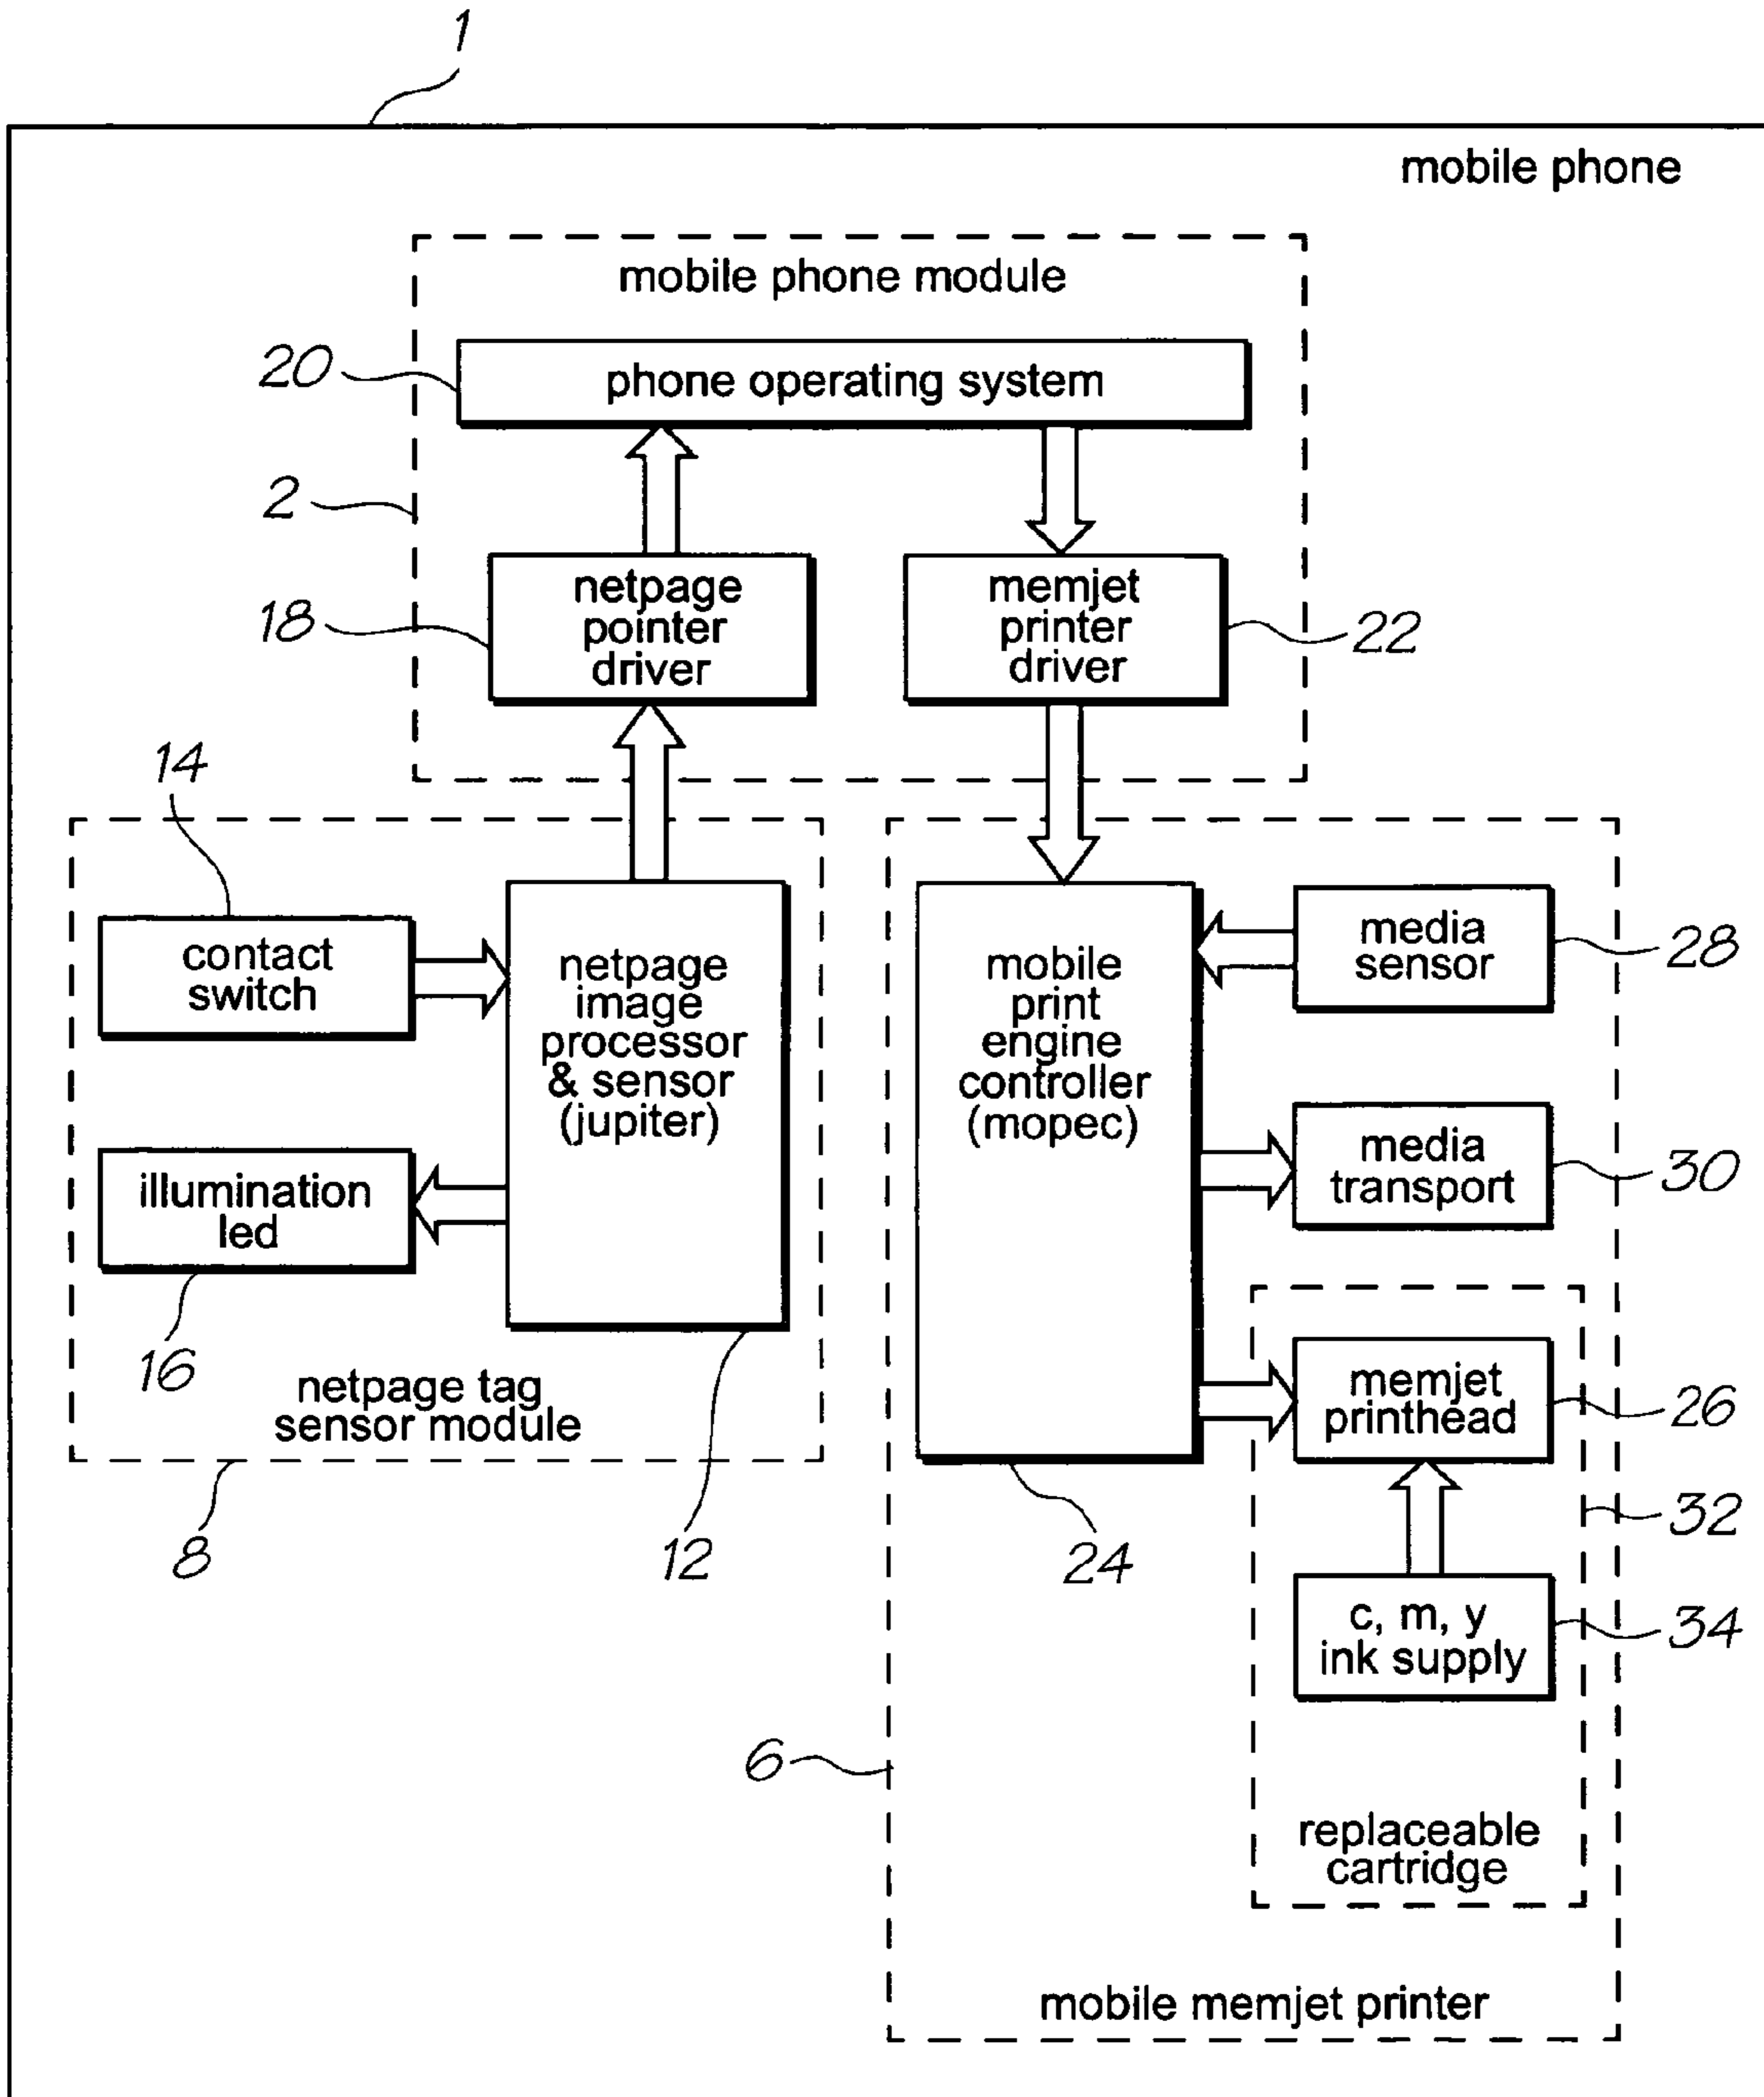 1
mobile phone
mobile phone module
20
phone operating system
2
18
netpage
pointer
driver
memjet
printer
driver
22
14
contact
switch
netpage
image
processor
& sensor
(jupiter)
illumination
led
16
netpage tag
sensor module
8
12
mobile
print
engine
controller
(mopec)
media
sensor
28
media
transport
30
memjet
printhead
26
24
32
c, m, y
ink supply
34
6
replaceable
cartridge
mobile memjet printer